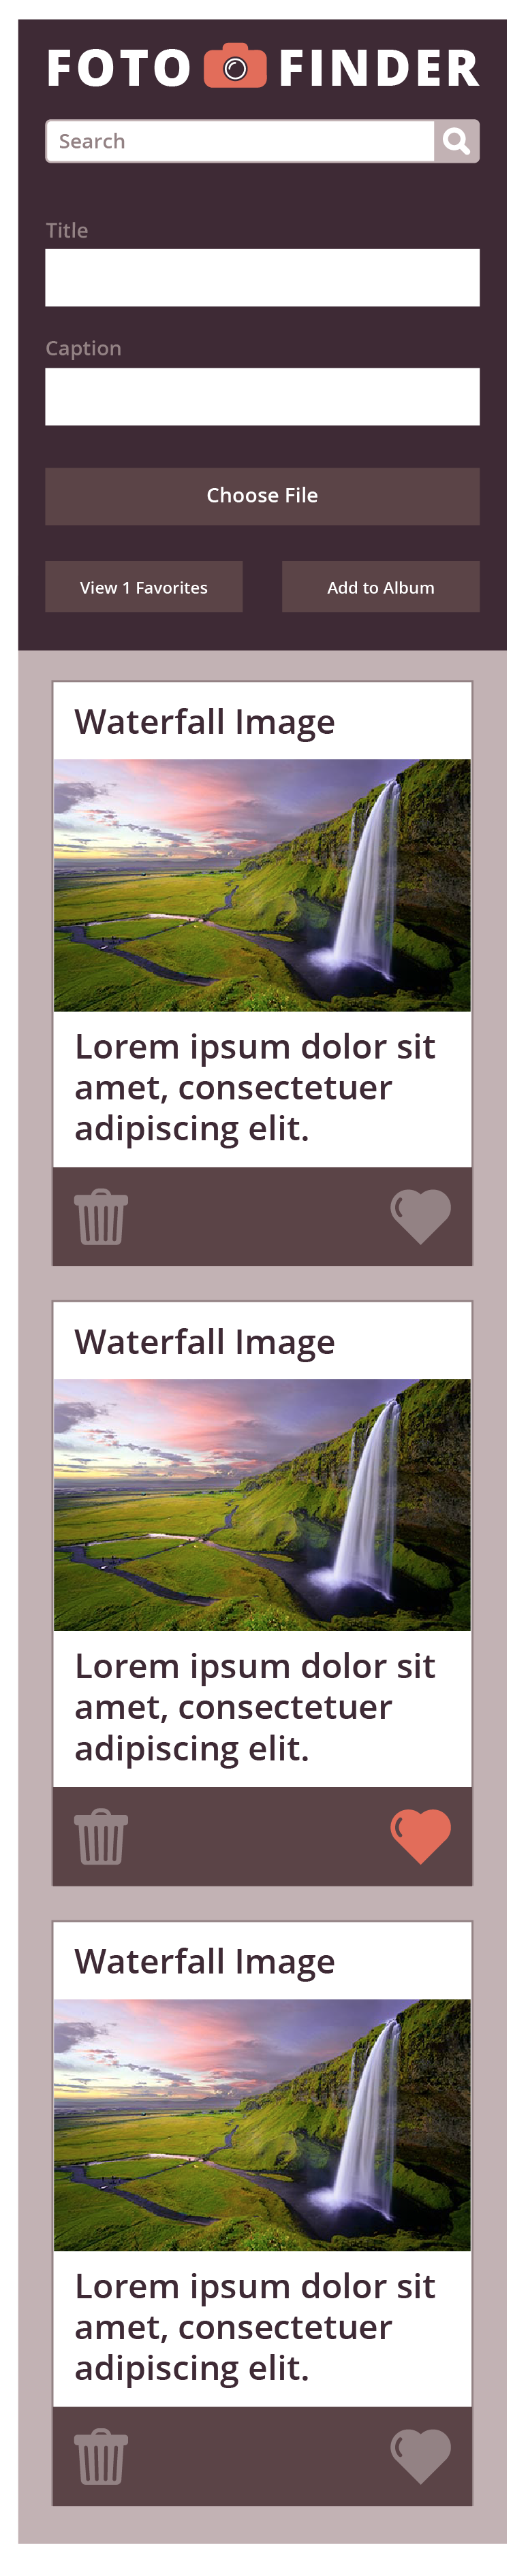 FOTO FINDER
Search
Title
Caption
Choose File
View 1 Favorites
Add to Album
Waterfall Image
Lorem ipsum dolor sit
amet, consectetuer
adipiscing elit.
Waterfall Image
Lorem ipsum dolor sit
amet, consectetuer
adipiscing elit.
Waterfall Image
Lorem ipsum dolor sit
amet, consectetuer
adipiscing elit.